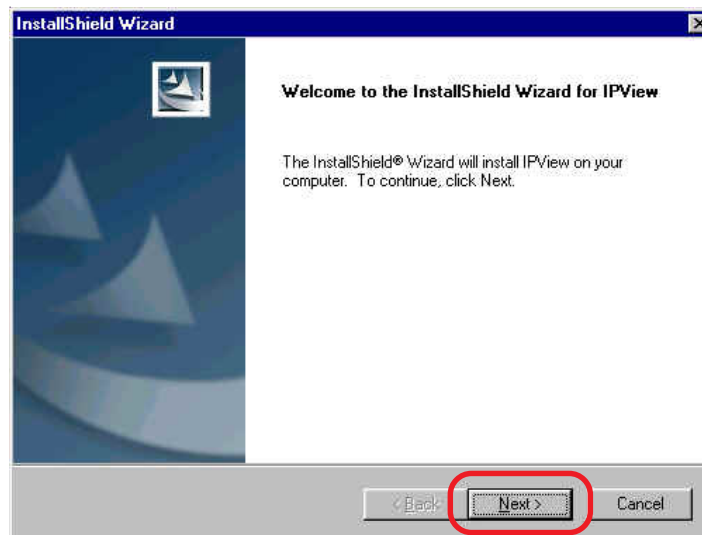 InstallShield Wizard
Welcome to the InstallShield Wizard for IPView
The InstallShield® Wizard will install IPView on your
computer. To continue, click Next.
< Back Next > Cancel